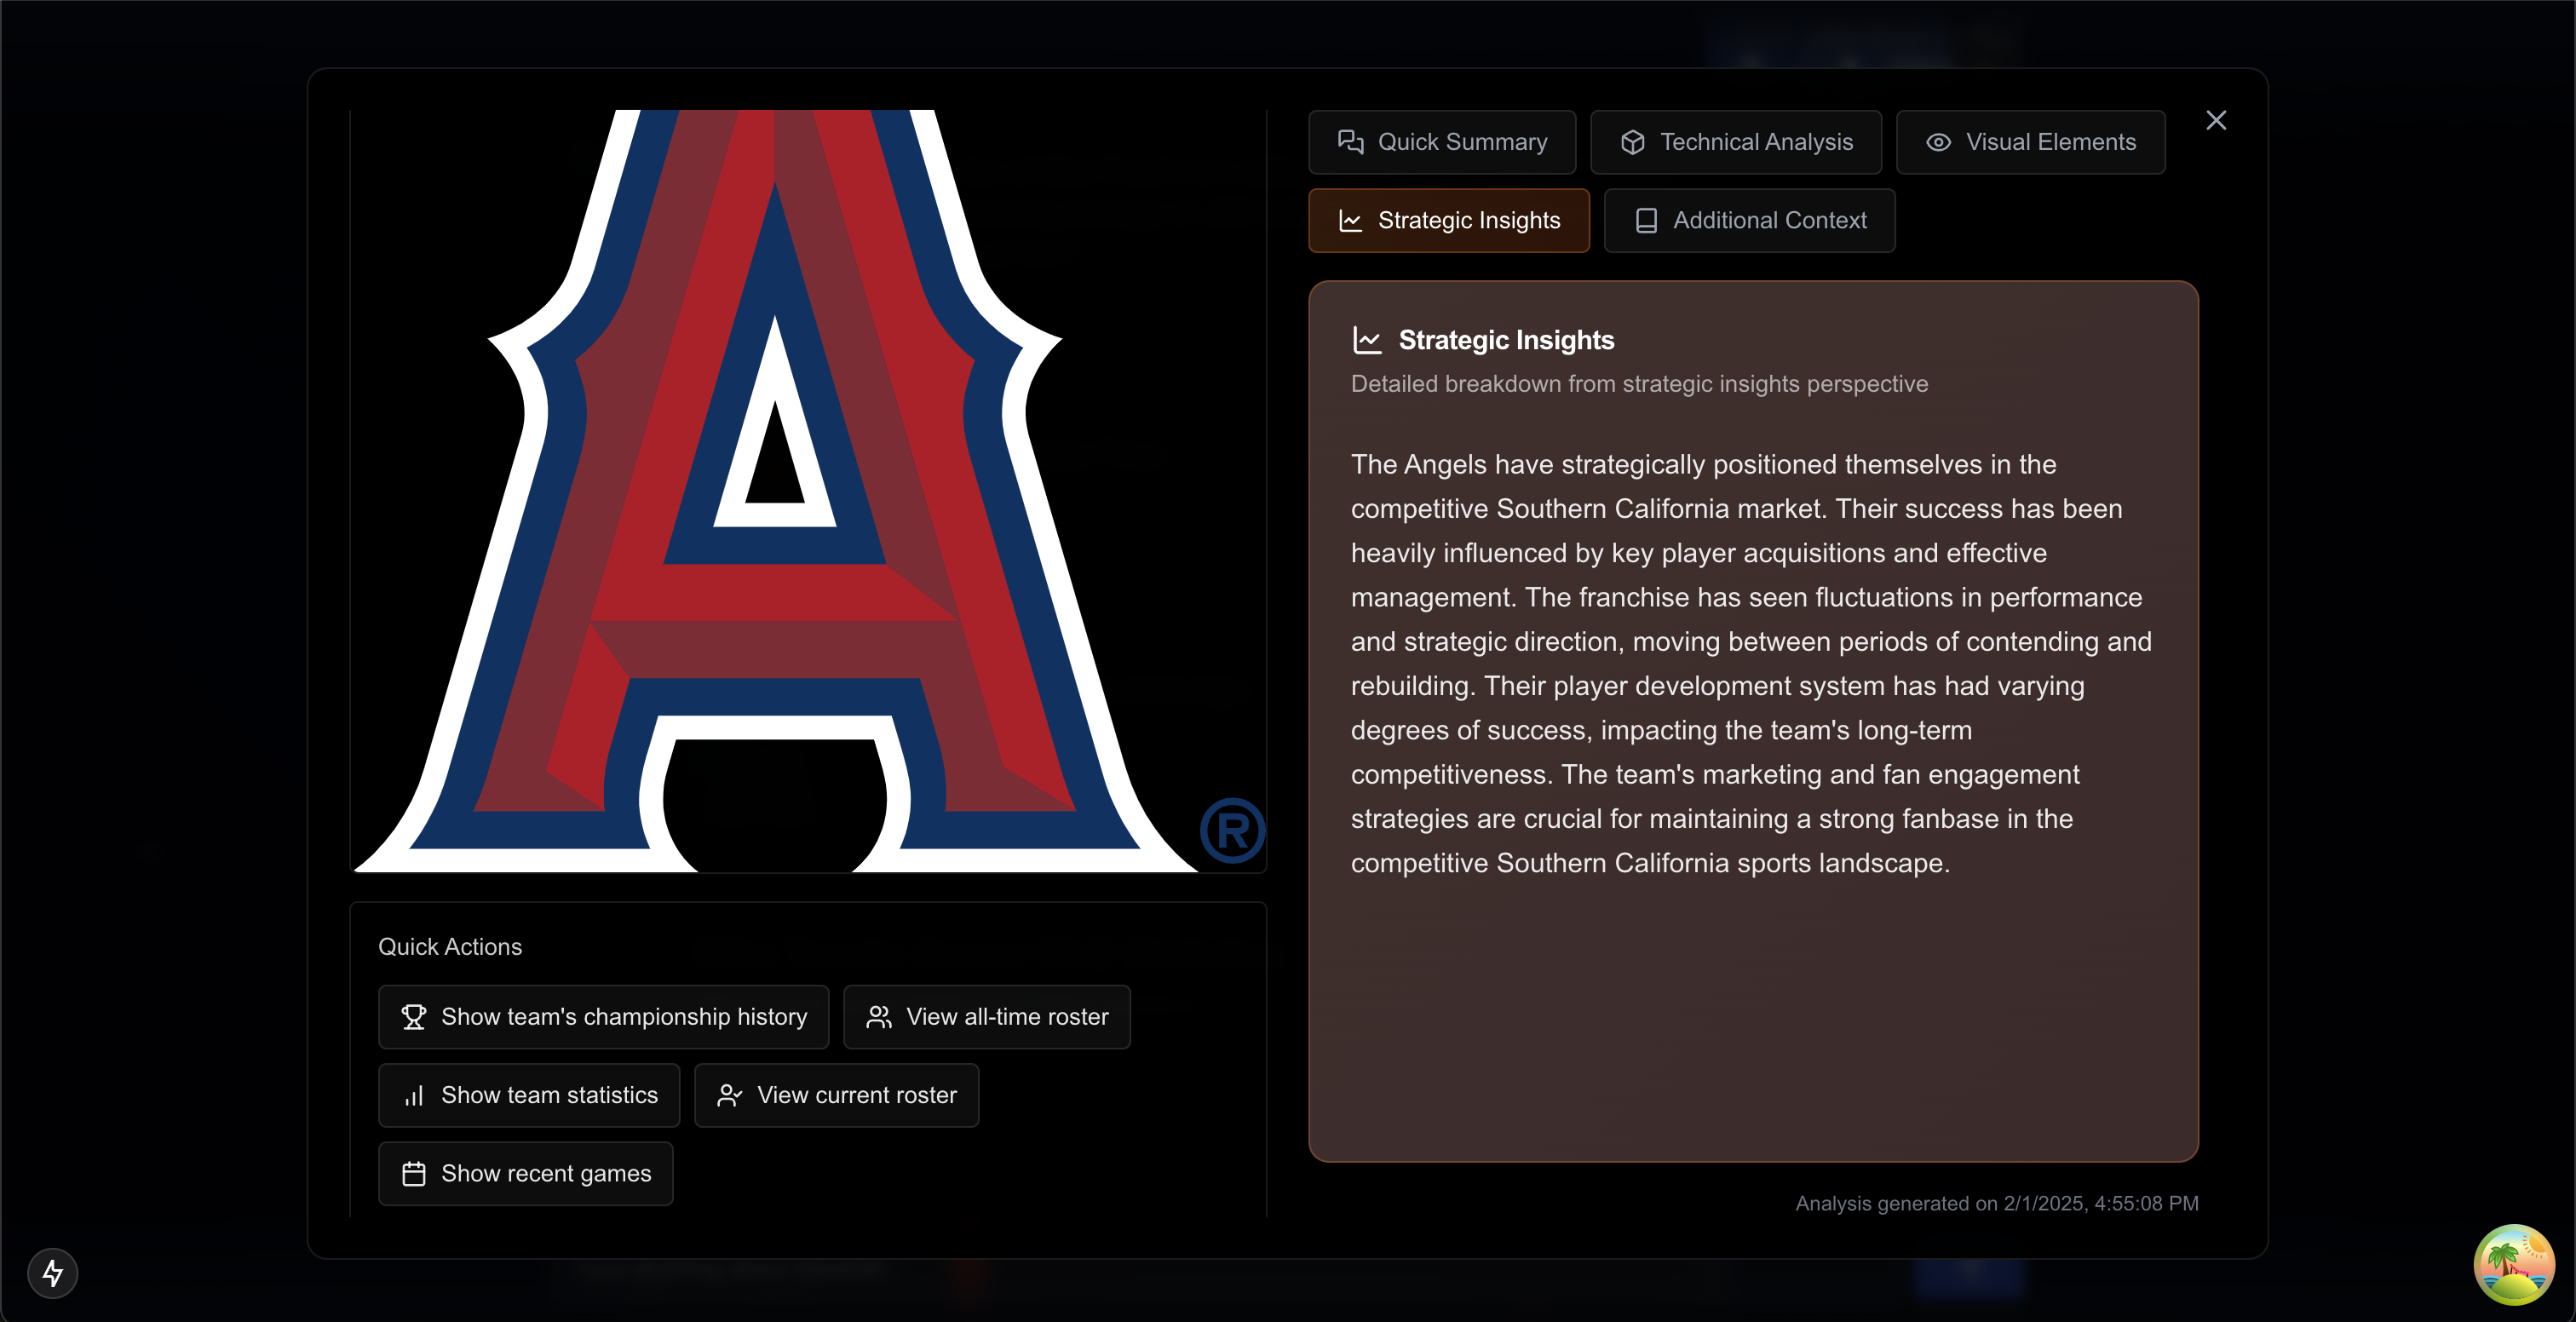 A
®
Quick Actions
Show team's championship history
View all-time roster
Show team statistics
View current roster
Show recent games
Quick Summary
Technical Analysis
Visual Elements
Strategic Insights
Additional Context
Strategic Insights
Detailed breakdown from strategic insights perspective
The Angels have strategically positioned themselves in the
competitive Southern California market. Their success has been
heavily influenced by key player acquisitions and effective
management. The franchise has seen fluctuations in performance
and strategic direction, moving between periods of contending and
rebuilding. Their player development system has had varying
degrees of success, impacting the team's long-term
competitiveness. The team's marketing and fan engagement
strategies are crucial for maintaining a strong fanbase in the
competitive Southern California sports landscape.
Analysis generated on 2/1/2025, 4:55:08 PM